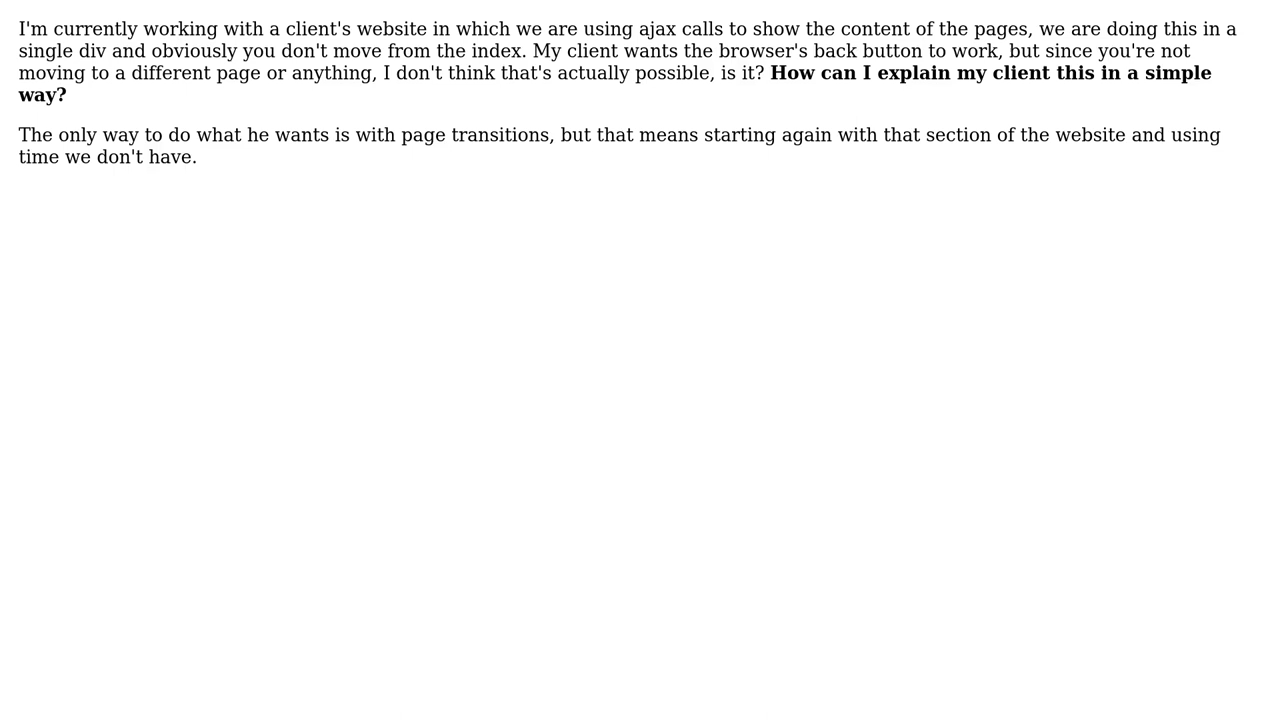 I'm currently working with a client's website in which we are using ajax calls to show the content of the pages, we are doing this in a
single div and obviously you don't move from the index. My client wants the browser's back button to work, but since you're not
moving to a different page or anything, I don't think that's actually possible, is it? How can I explain my client this in a simple
way?
The only way to do what he wants is with page transitions, but that means starting again with that section of the website and using
time we don't have.